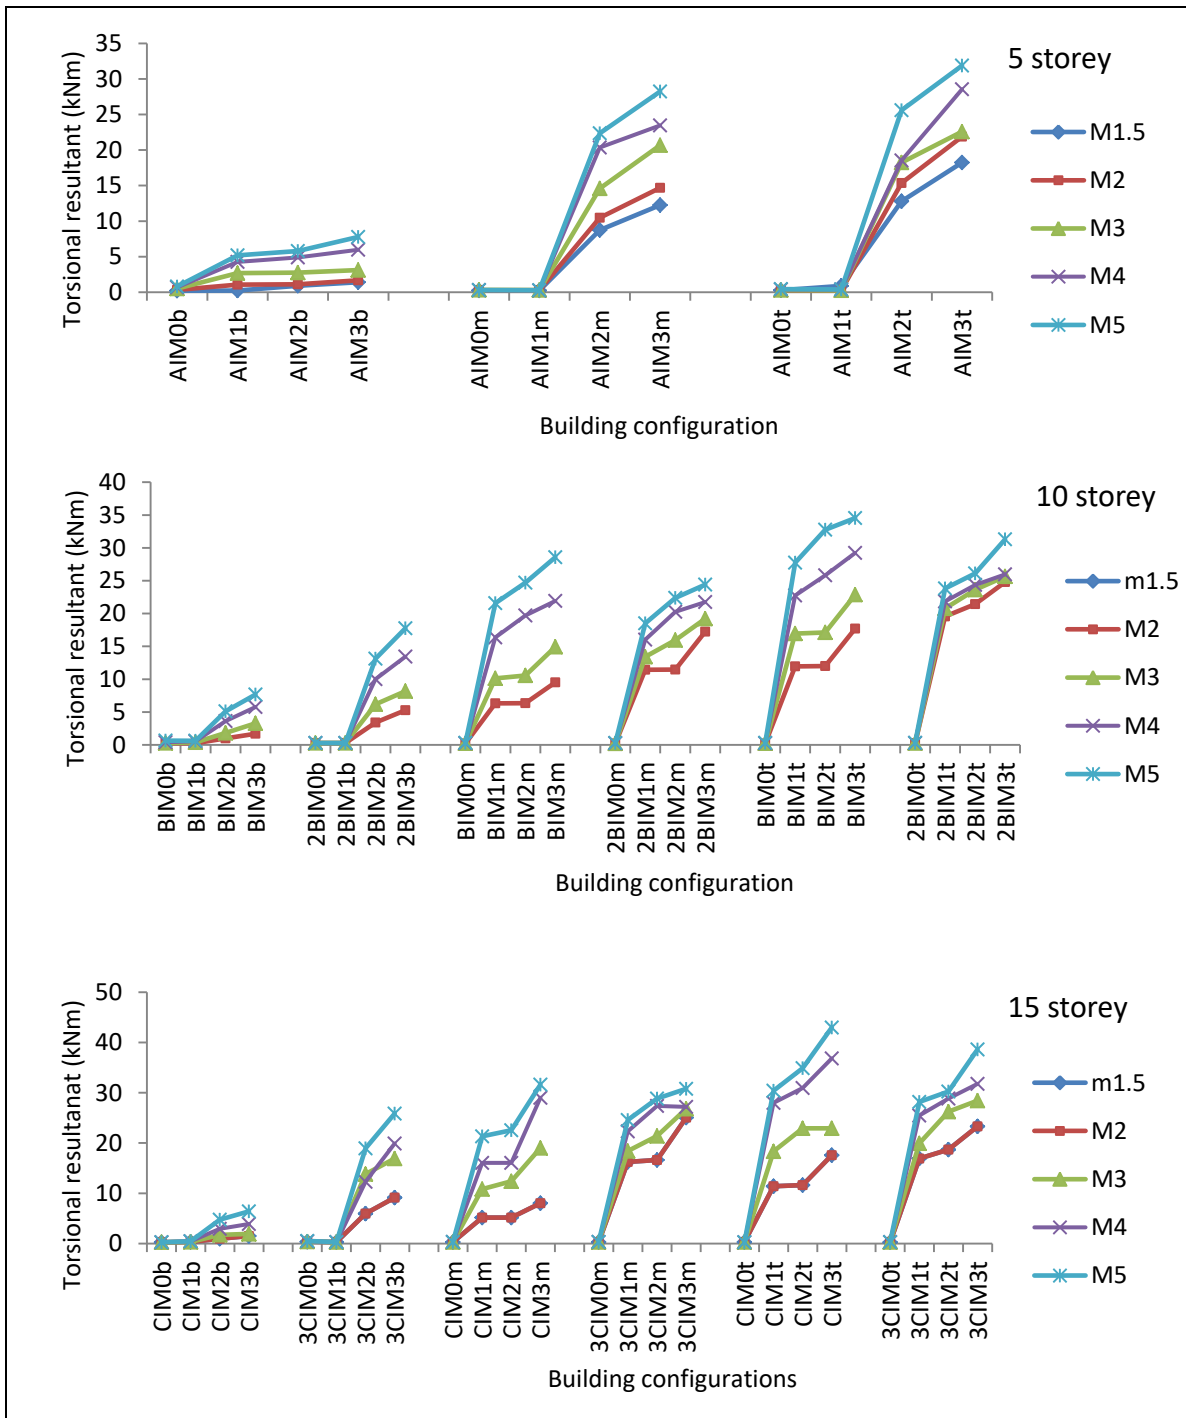 35
30
25
20
15
10
5
0
Torsional resultant (kNm)
5 storey
M1.5
M2
M3
M4
M5
AIM0b
AIM1b
AIM2b
AIM3b
AIM0m
AIM1m
AIM2m
AIM3m
AIM0t
AIM1t
AIM2t
AIM3t
Building configuration
40
35
30
25
20
15
10
5
0
Torsional resultant (kNm)
10 storey
m1.5
M2
M3
M4
M5
BIM0b
BIM1b
BIM2b
BIM3b
2BIM0b
2BIM1b
2BIM2b
2BIM3b
BIM0m
BIM1m
BIM2m
BIM3m
2BIM0m
2BIM1m
2BIM2m
2BIM3m
BIM0t
BIM1t
BIM2t
BIM3t
2BIM0t
2BIM1t
2BIM2t
2BIM3t
Building configuration
50
40
30
20
10
0
Torsional resultanat (kNm)
15 storey
m1.5
M2
M3
M4
M5
CIM0b
CIM1b
CIM2b
CIM3b
3CIM0b
3CIM1b
3CIM2b
3CIM3b
CIM0m
CIM1m
CIM2m
CIM3m
3CIM0m
3CIM1m
3CIM2m
3CIM3m
CIM0t
CIM1t
CIM2t
CIM3t
3CIM0t
3CIM1t
3CIM2t
3CIM3t
Building configurations